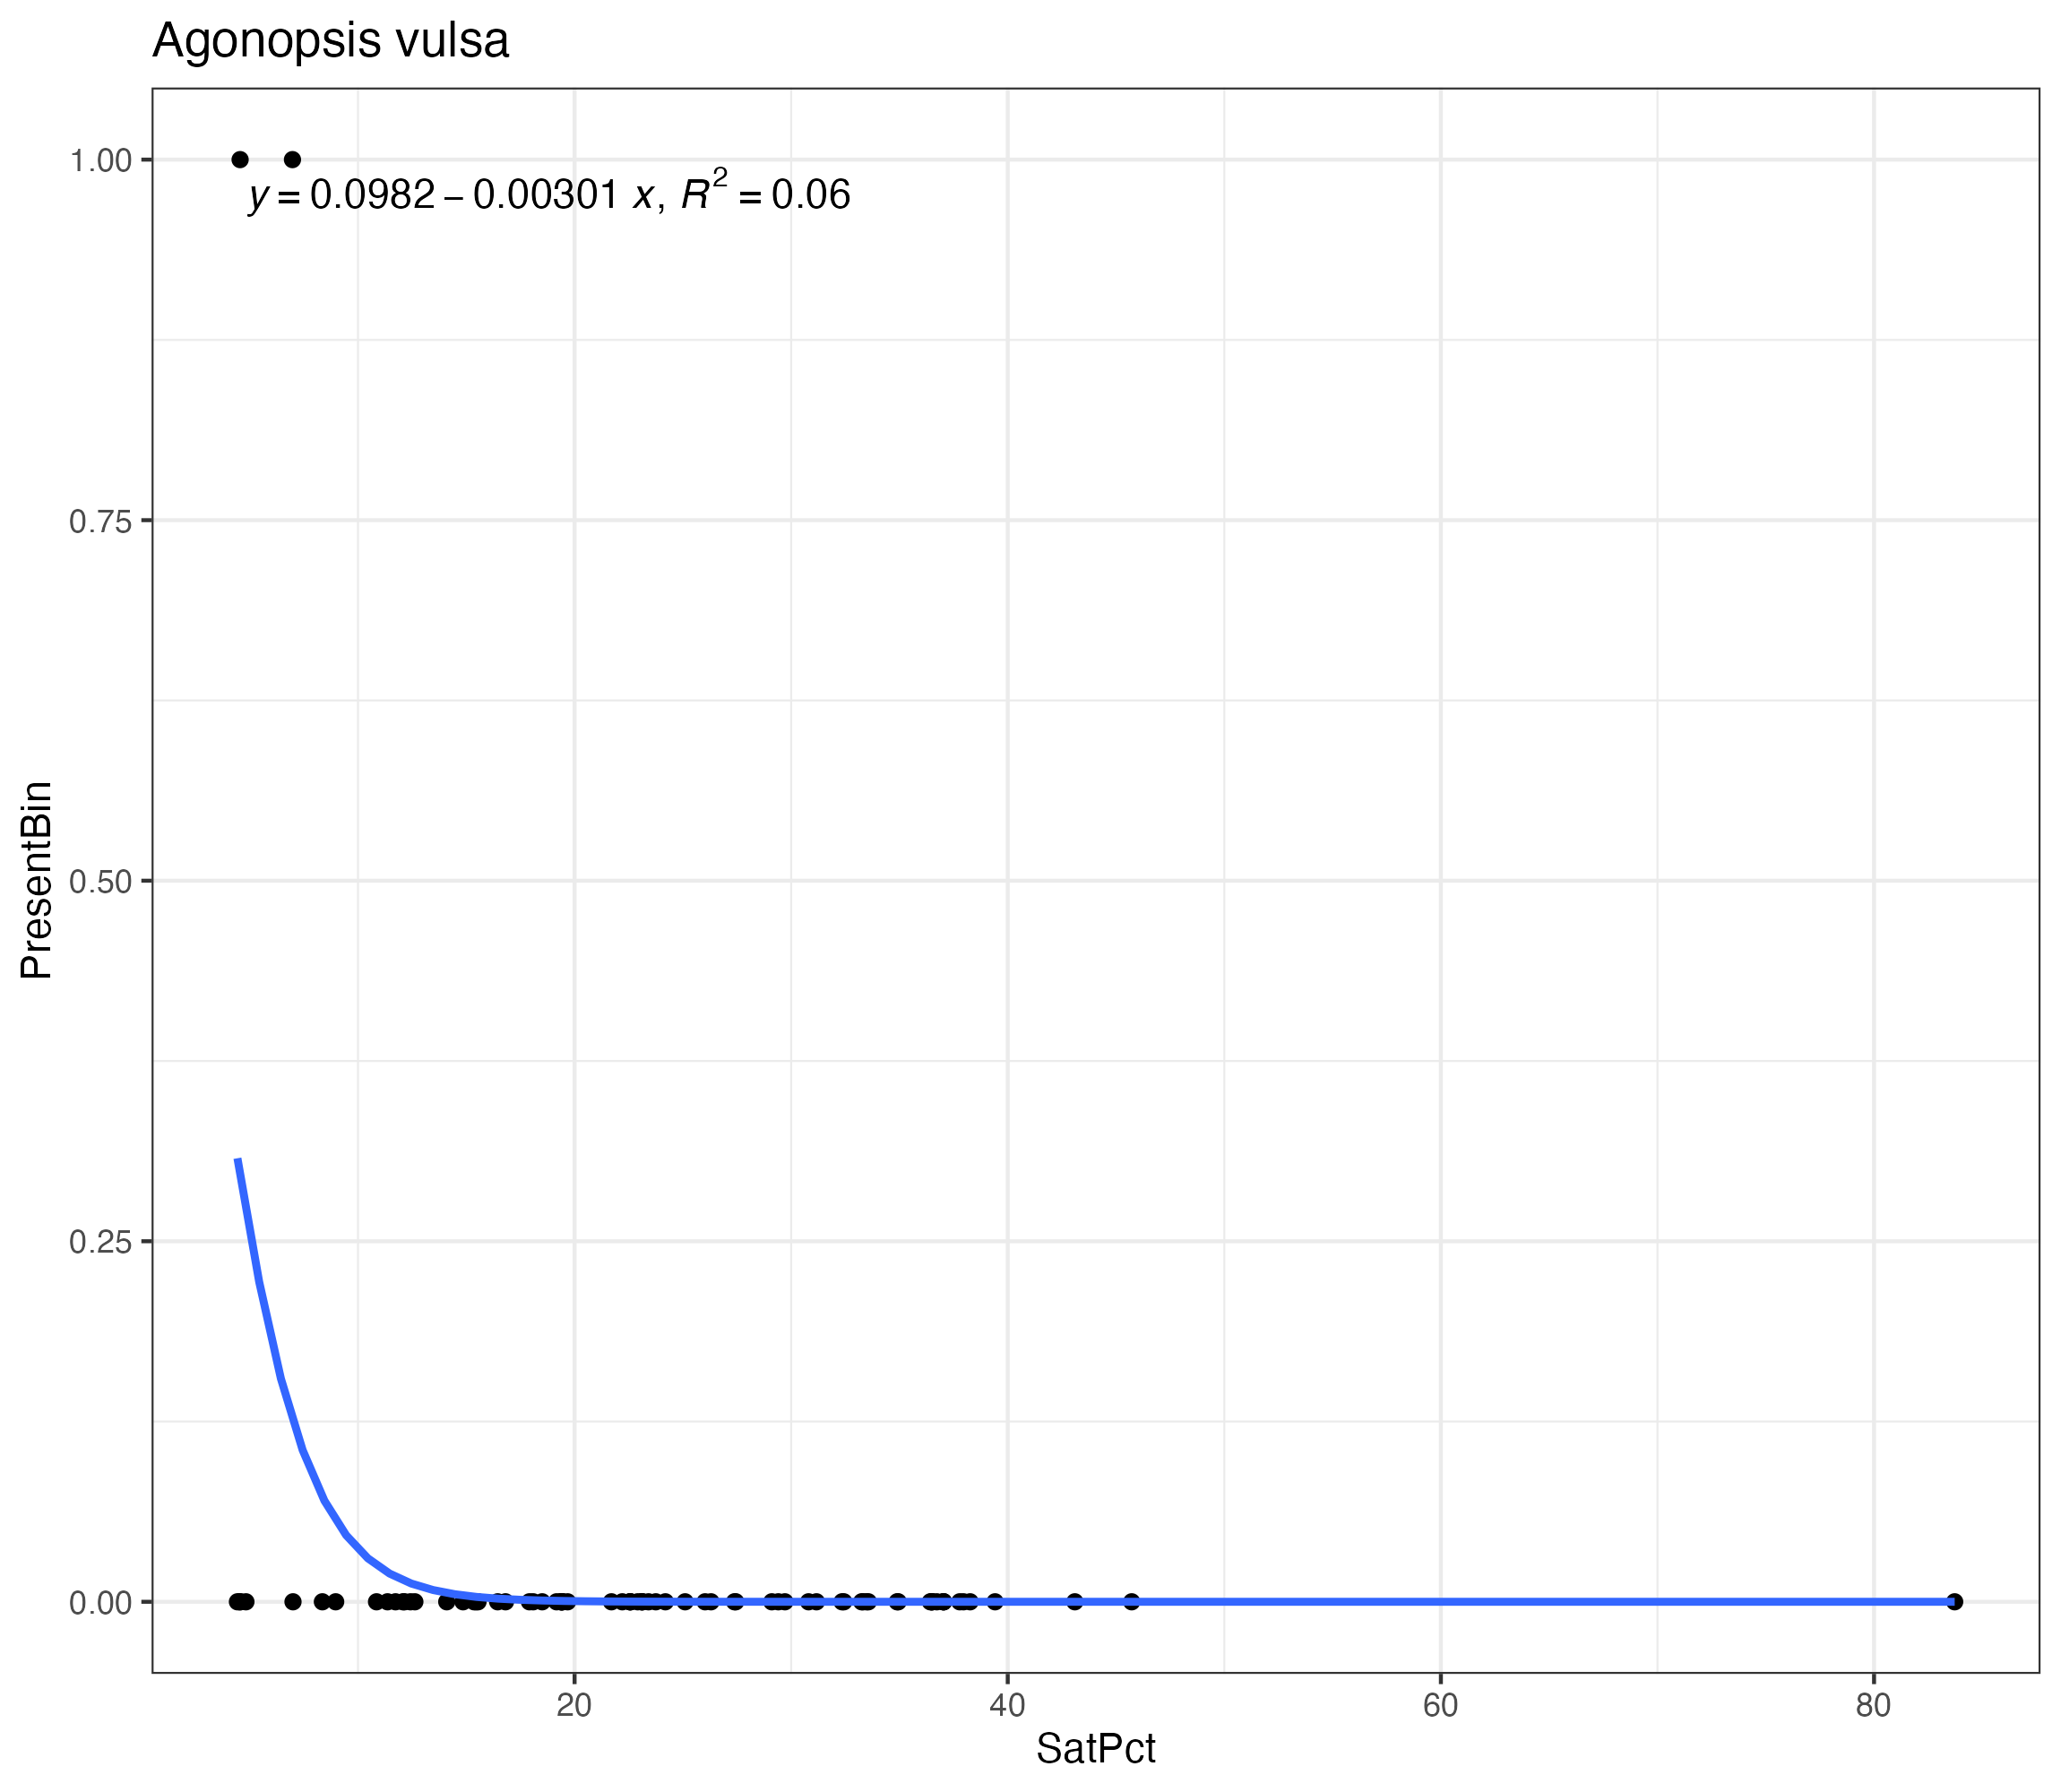 Agonopsis vulsa
1.00
y = 0.0982 − 0.00301 x, R² = 0.06
0.75
PresentBin
0.50
0.25
0.00
20 40 60 80
SatPct